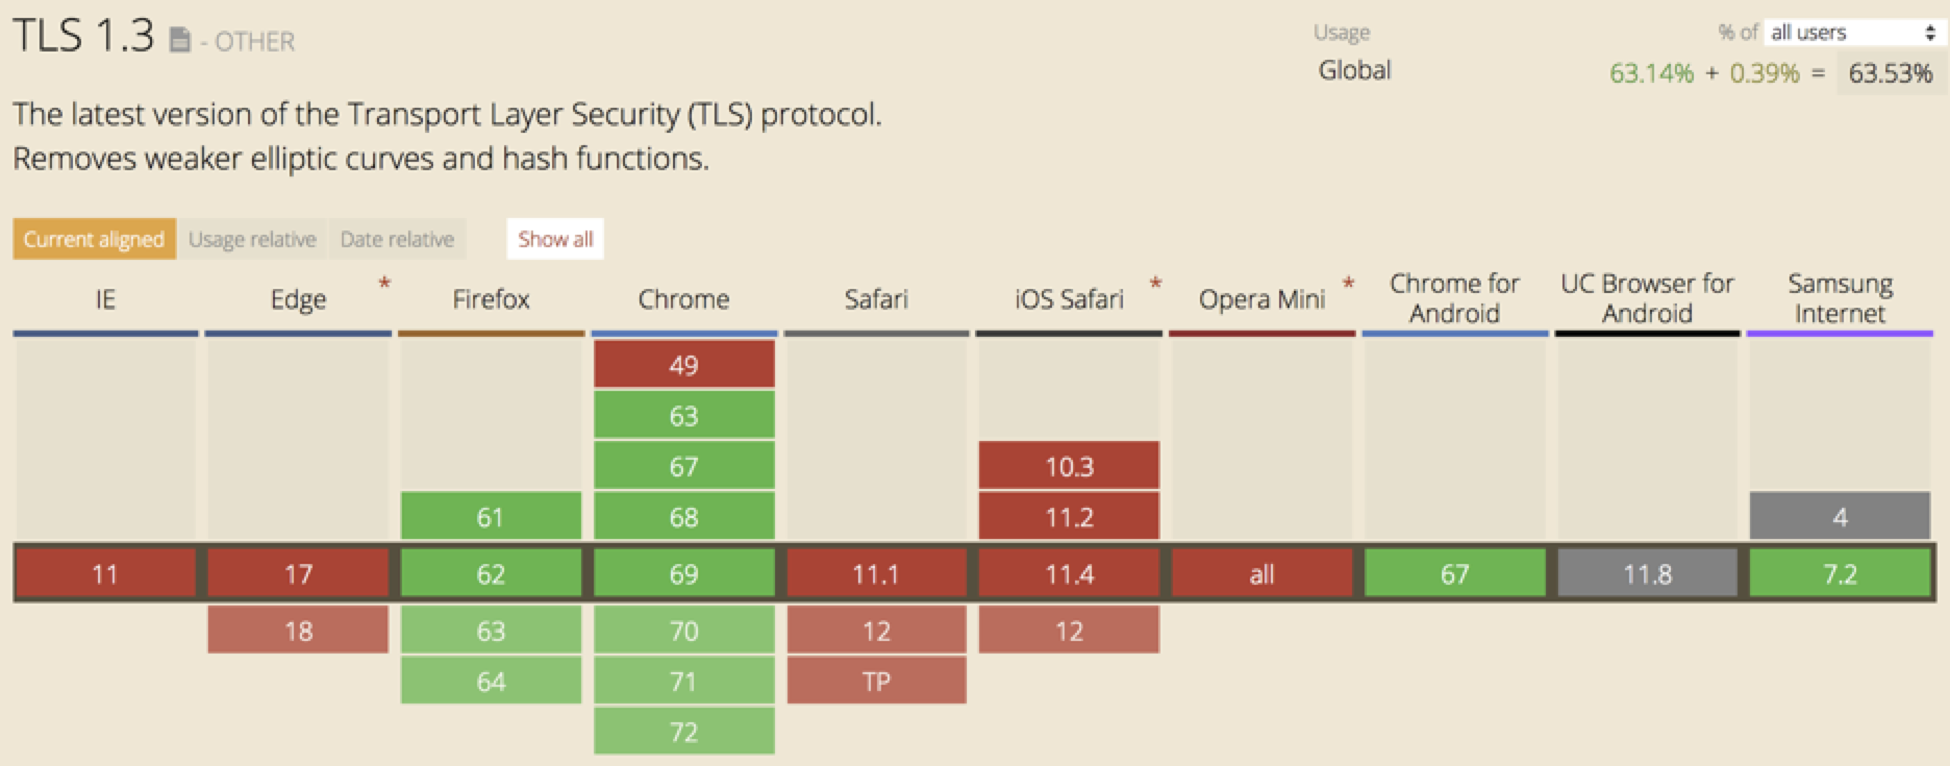 TLS 1.3 - OTHER
Usage % of all users
Global 63.14% + 0.39% = 63.53%
The latest version of the Transport Layer Security (TLS) protocol.
Removes weaker elliptic curves and hash functions.
Current aligned Usage relative Date relative Show all
IE Edge * Firefox Chrome Safari iOS Safari * Opera Mini * Chrome for Android UC Browser for Android Samsung Internet
49
63
67 10.3
61 68 11.2 4
11 17 62 69 11.1 11.4 all 67 11.8 7.2
18 63 70 12 12
64 71 TP
72